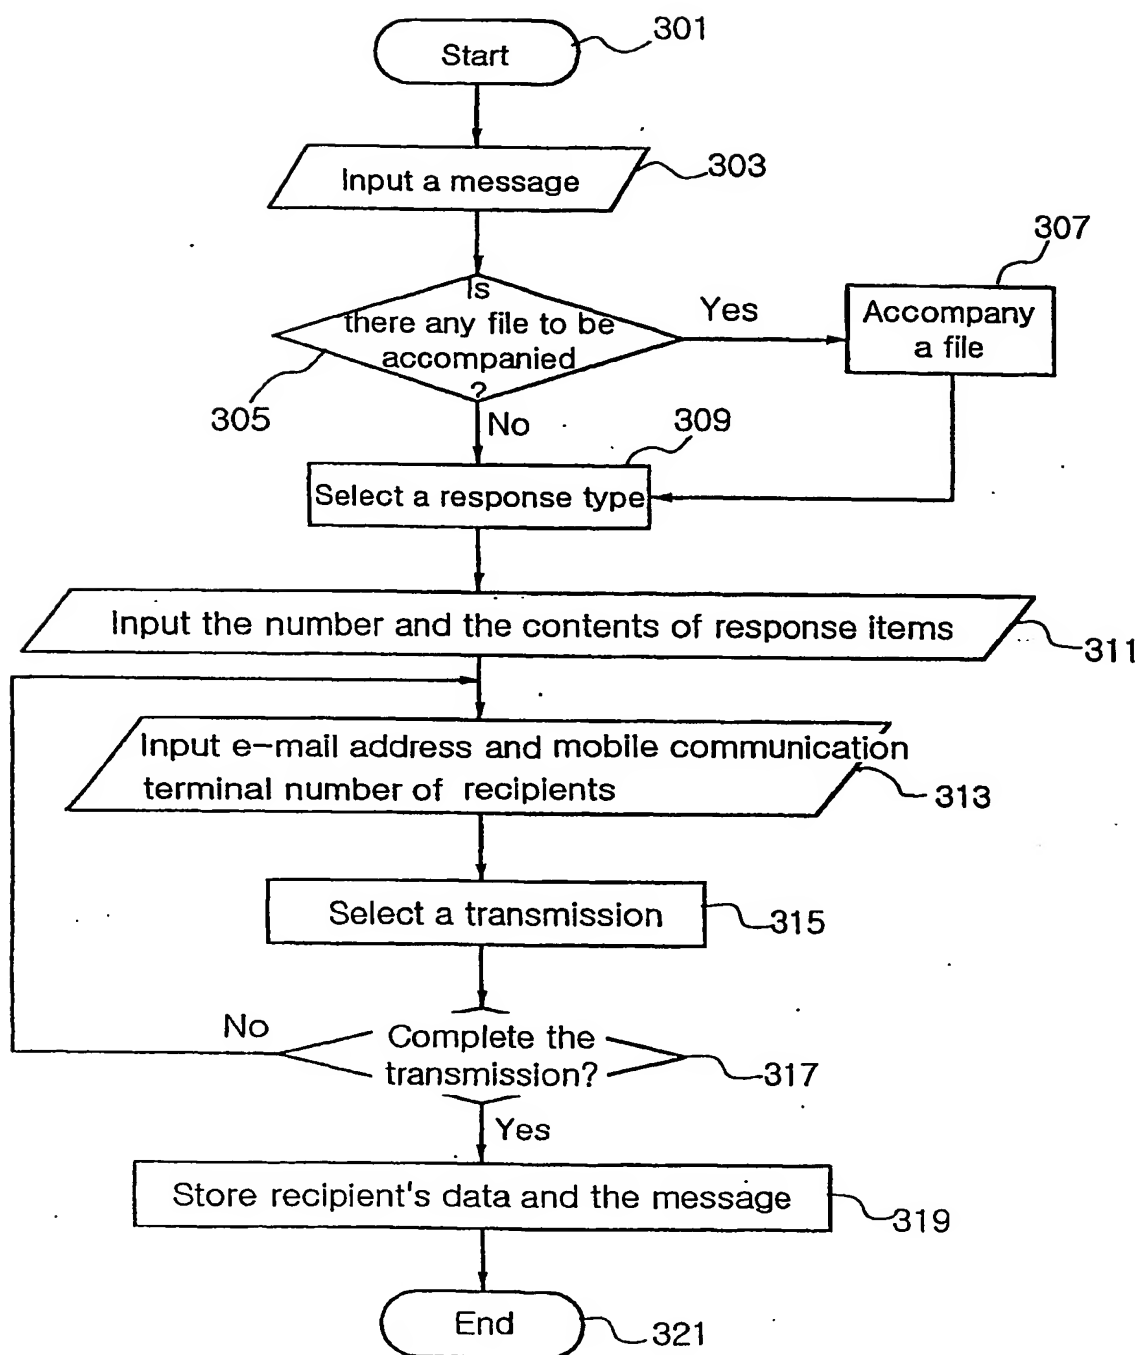 Start
301
Input a message
303
307
Is
there any file to be
accompanied
?
Yes
Accompany
a file
305
No
309
Select a response type
Input the number and the contents of response items
311
Input e-mail address and mobile communication
terminal number of recipients
313
Select a transmission
315
No
Complete the
transmission?
317
Yes
Store recipient's data and the message
319
End
321